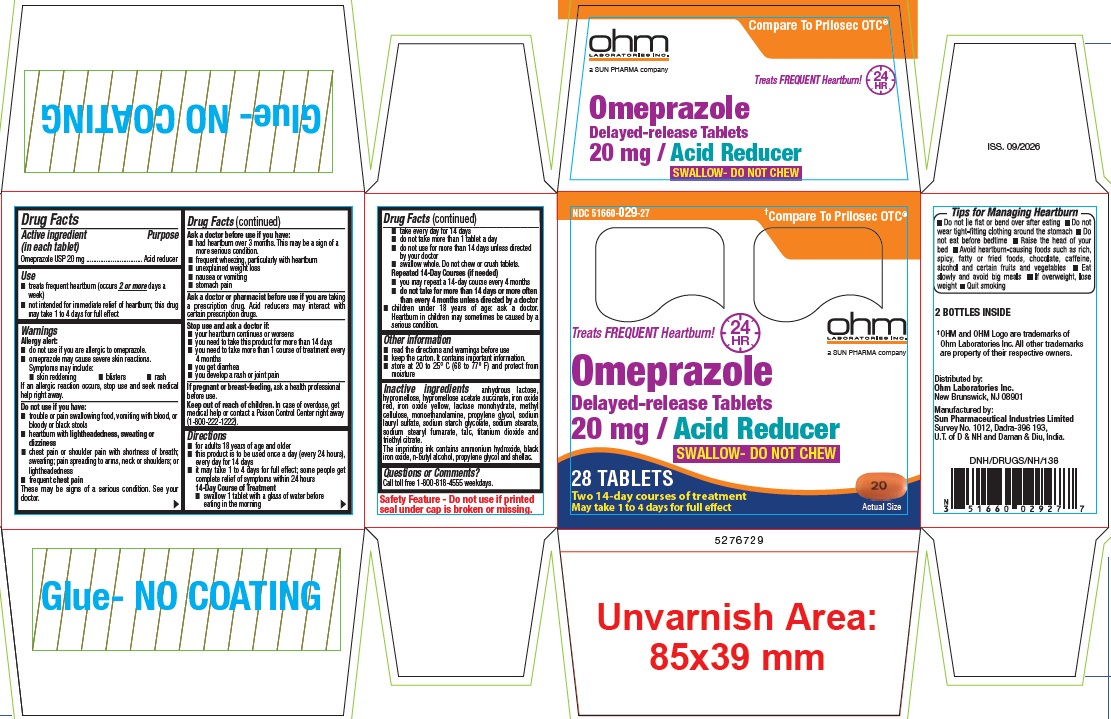 Glue- NO COATING
Compare To Prilosec OTC®
ohm
LABORATORIES INC.
a SUN PHARMA company
Treats FREQUENT Heartburn!
24
HR
Omeprazole
Delayed-release Tablets
20 mg / Acid Reducer
SWALLOW- DO NOT CHEW
ISS. 09/2026
Drug Facts
Active ingredient Purpose
(in each tablet)
Omeprazole USP 20 mg ............................ Acid reducer
Use
■ treats frequent heartburn (occurs 2 or more days a
week)
■ not intended for immediate relief of heartburn; this drug
may take 1 to 4 days for full effect
Warnings
Allergy alert:
■ do not use if you are allergic to omeprazole.
■ omeprazole may cause severe skin reactions.
Symptoms may include:
■ skin reddening ■ blisters ■ rash
If an allergic reaction occurs, stop use and seek medical
help right away.
Do not use if you have:
■ trouble or pain swallowing food, vomiting with blood, or
bloody or black stools
■ heartburn with lightheadedness, sweating or
dizziness
■ chest pain or shoulder pain with shortness of breath;
sweating; pain spreading to arms, neck or shoulders; or
lightheadedness
■ frequent chest pain
These may be signs of a serious condition. See your
doctor.
Drug Facts (continued)
Ask a doctor before use if you have:
■ had heartburn over 3 months. This may be a sign of a
more serious condition.
■ frequent wheezing, particularly with heartburn
■ unexplained weight loss
■ nausea or vomiting
■ stomach pain
Ask a doctor or pharmacist before use if you are taking
a prescription drug. Acid reducers may interact with
certain prescription drugs.
Stop use and ask a doctor if:
■ your heartburn continues or worsens
■ you need to take this product for more than 14 days
■ you need to take more than 1 course of treatment every
4 months
■ you get diarrhea
■ you develop a rash or joint pain
If pregnant or breast-feeding, ask a health professional
before use.
Keep out of reach of children. In case of overdose, get
medical help or contact a Poison Control Center right away
(1-800-222-1222).
Directions
■ for adults 18 years of age and older
■ this product is to be used once a day (every 24 hours),
every day for 14 days
■ it may take 1 to 4 days for full effect; some people get
complete relief of symptoms within 24 hours
14-Day Course of Treatment
■ swallow 1 tablet with a glass of water before
eating in the morning
Drug Facts (continued)
■ take every day for 14 days
■ do not take more than 1 tablet a day
■ do not use for more than 14 days unless directed
by your doctor
■ swallow whole. Do not chew or crush tablets.
Repeated 14-Day Courses (if needed)
■ you may repeat a 14-day course every 4 months
■ do not take for more than 14 days or more often
than every 4 months unless directed by a doctor
■ children under 18 years of age: ask a doctor.
Heartburn in children may sometimes be caused by a
serious condition.
Other information
■ read the directions and warnings before use
■ keep the carton. It contains important information.
■ store at 20 to 25º C (68 to 77º F) and protect from
moisture
Inactive ingredients anhydrous lactose,
hypromellose, hypromellose acetate succinate, iron oxide
red, iron oxide yellow, lactose monohydrate, methyl
cellulose, monoethanolamine, propylene glycol, sodium
lauryl sulfate, sodium starch glycolate, sodium stearate,
sodium stearyl fumarate, talc, titanium dioxide and
triethyl citrate.
The imprinting ink contains ammonium hydroxide, black
iron oxide, n-butyl alcohol, propylene glycol and shellac.
Questions or Comments?
Call toll free 1-800-818-4555 weekdays.
Safety Feature - Do not use if printed
seal under cap is broken or missing.
NDC 51660-029-27
†Compare To Prilosec OTC®
Treats FREQUENT Heartburn!
24
HR
ohm
LABORATORIES INC.
a SUN PHARMA company
Omeprazole
Delayed-release Tablets
20 mg / Acid Reducer
SWALLOW- DO NOT CHEW
28 TABLETS
Two 14-day courses of treatment
May take 1 to 4 days for full effect
20
Actual Size
Tips for Managing Heartburn
■ Do not lie flat or bend over after eating ■ Do not
wear tight-fitting clothing around the stomach ■ Do
not eat before bedtime ■ Raise the head of your
bed ■ Avoid heartburn-causing foods such as rich,
spicy, fatty or fried foods, chocolate, caffeine,
alcohol and certain fruits and vegetables ■ Eat
slowly and avoid big meals ■ If overweight, lose
weight ■ Quit smoking
2 BOTTLES INSIDE
†OHM and OHM Logo are trademarks of
Ohm Laboratories Inc. All other trademarks
are property of their respective owners.
Distributed by:
Ohm Laboratories Inc.
New Brunswick, NJ 08901
Manufactured by:
Sun Pharmaceutical Industries Limited
Survey No. 1012, Dadra-396 193,
U.T. of D & NH and Daman & Diu, India.
DNH/DRUGS/NH/136
N
3 51660 02927 7
5276729
Glue- NO COATING
Unvarnish Area:
85x39 mm